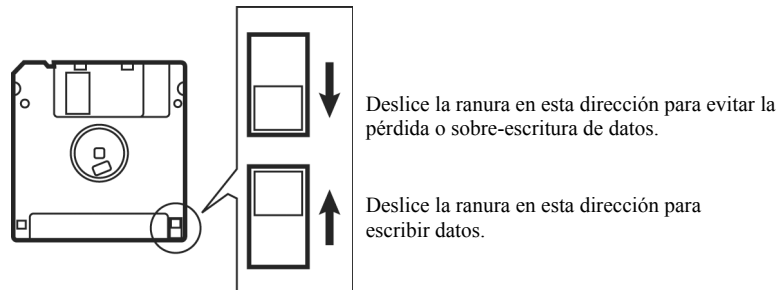 Deslice la ranura en esta dirección para evitar la
pérdida o sobre-escritura de datos.
Deslice la ranura en esta dirección para
escribir datos.